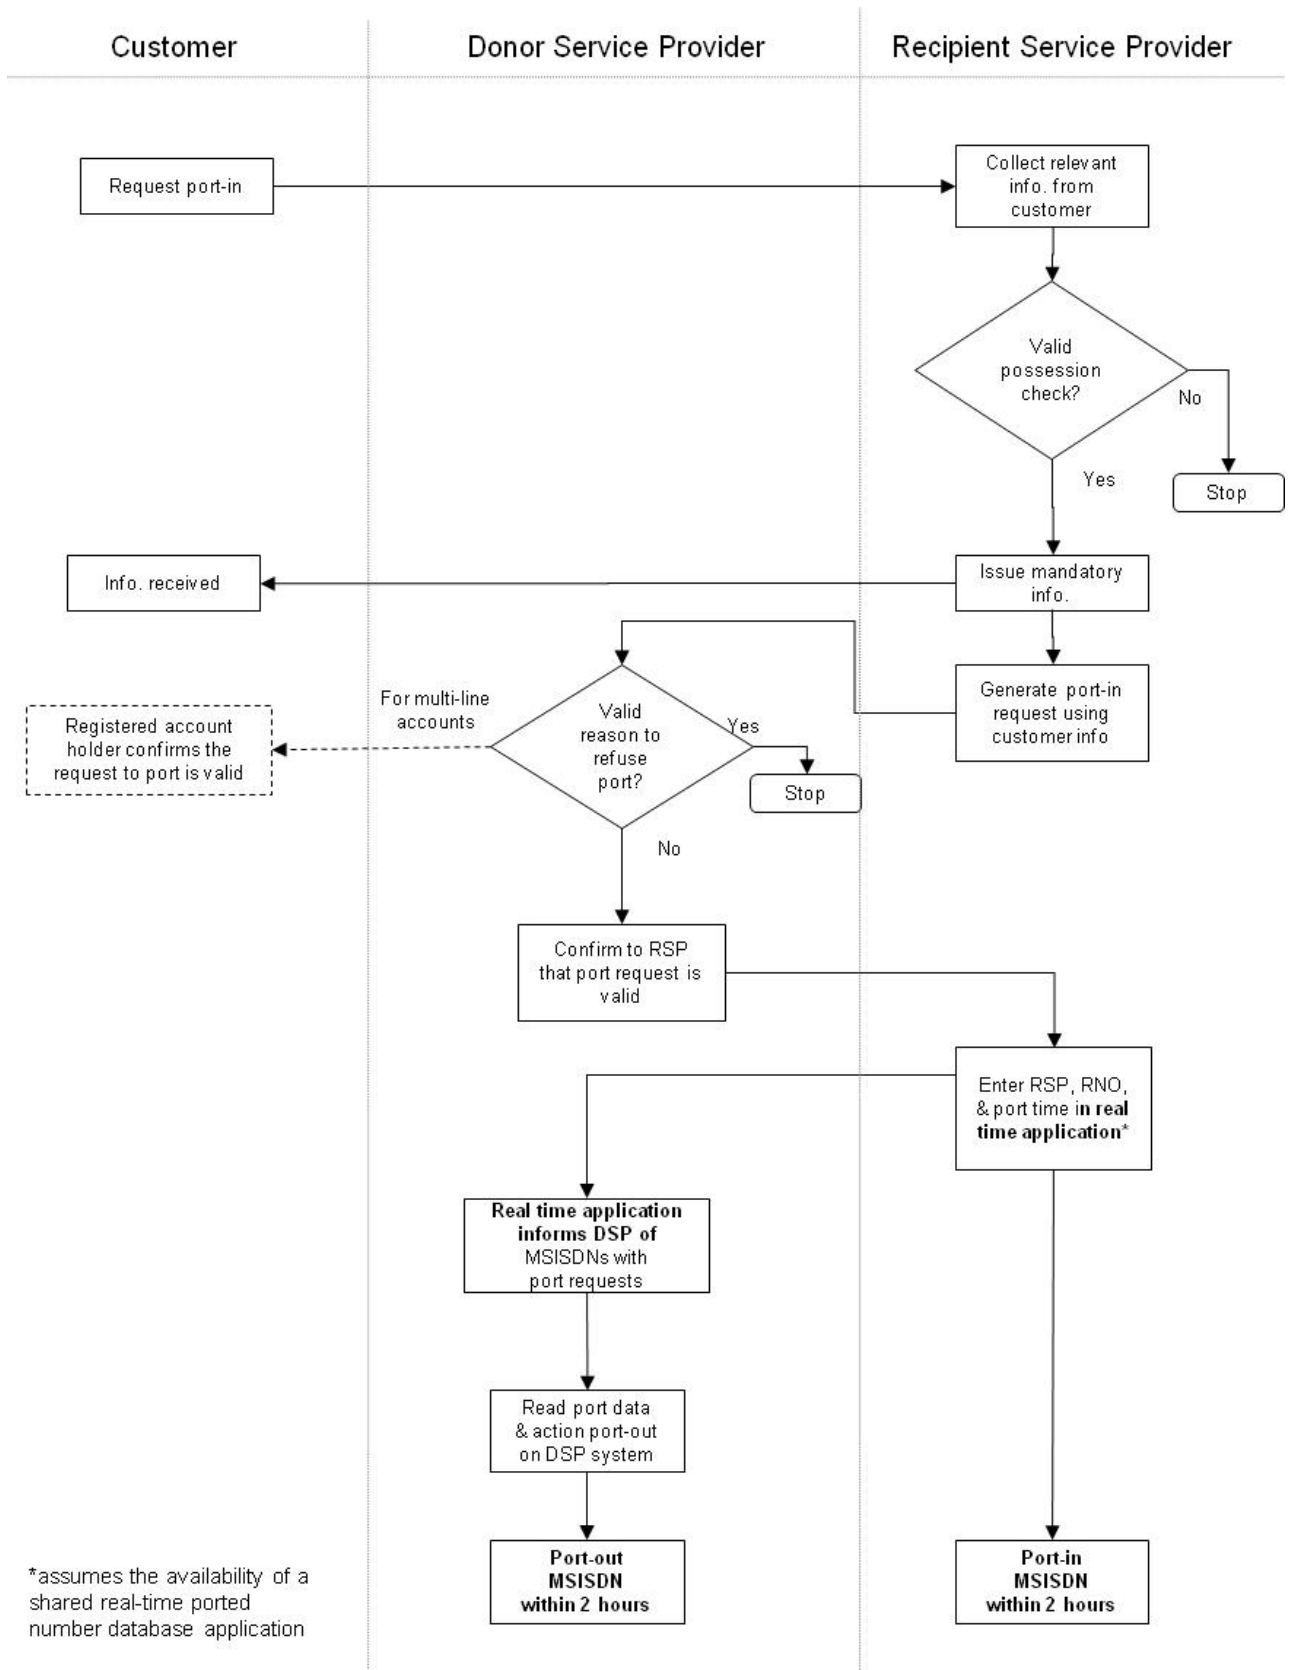 Customer
Donor Service Provider
Recipient Service Provider
Request port-in
Collect relevant
info. from
customer
Valid
possession
check?
No
Yes
Stop
Info. received
Issue mandatory
info.
For multi-line
accounts
Registered account
holder confirms the
request to port is valid
Valid
reason to
refuse
port?
Yes
Stop
No
Generate port-in
request using
customer info
Confirm to RSP
that port request is
valid
Enter RSP, RNO,
& port time in real
time application*
Real time application
informs DSP of
MSISDNs with
port requests
Read port data
& action port-out
on DSP system
Port-out
MSISDN
within 2 hours
Port-in
MSISDN
within 2 hours
*assumes the availability of a
shared real-time ported
number database application